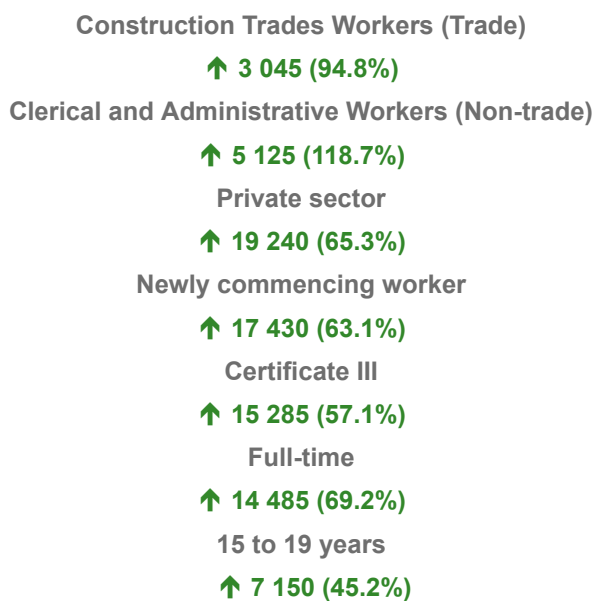 Construction Trades Workers (Trade)
↑ 3 045 (94.8%)
Clerical and Administrative Workers (Non-trade)
↑ 5 125 (118.7%)
Private sector
↑ 19 240 (65.3%)
Newly commencing worker
↑ 17 430 (63.1%)
Certificate III
↑ 15 285 (57.1%)
Full-time
↑ 14 485 (69.2%)
15 to 19 years
↑ 7 150 (45.2%)